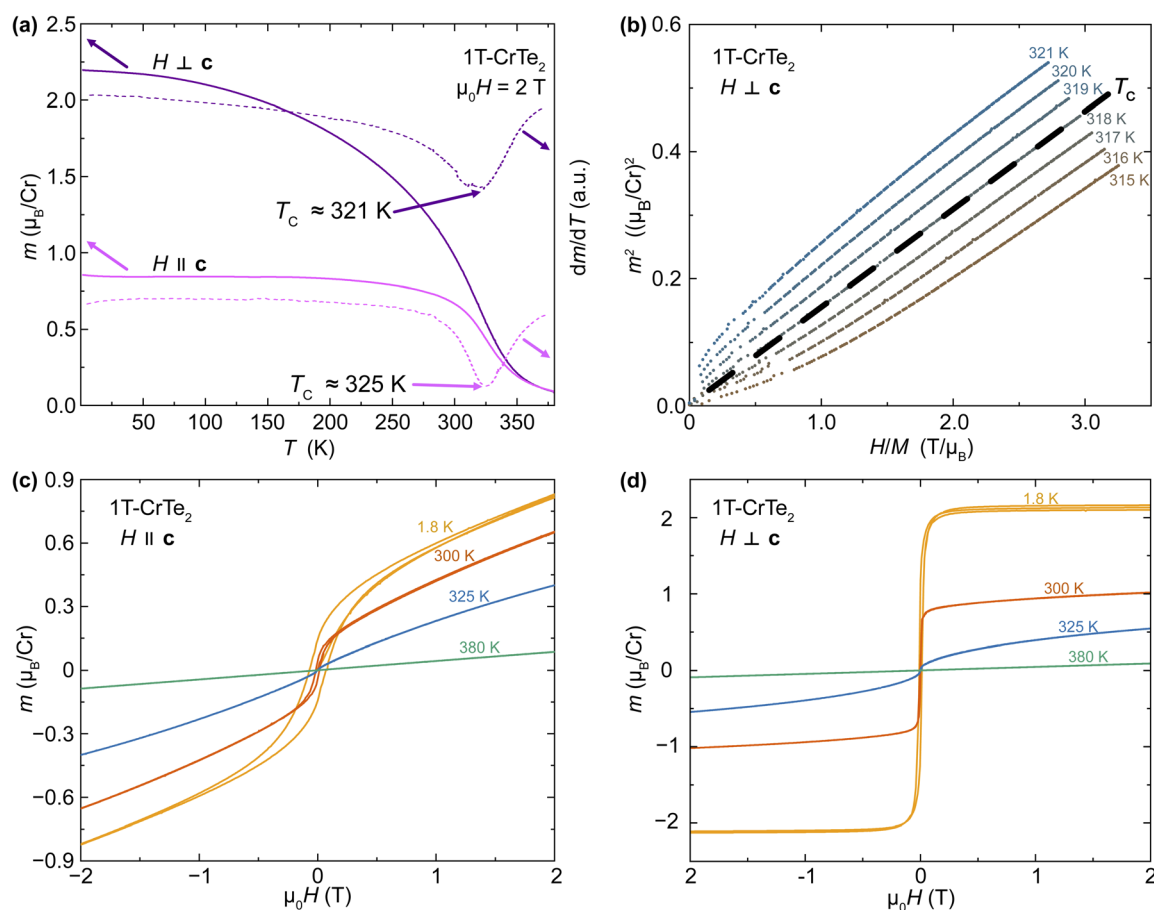 (a)
2.5
2.0
1.5
1.0
0.5
0.0
m (μB/Cr)
H ⊥ c
1T-CrTe₂
μ₀H = 2 T
T_C ≈ 321 K
H || c
T_C ≈ 325 K
dm/dT (a.u.)
50 100 150 200 250 300 350
T (K)
(b)
0.6
0.4
0.2
0.0
m² ((μB/Cr)²
1T-CrTe₂
H ⊥ c
321 K
320 K
319 K
T_C
318 K
317 K
316 K
315 K
0 1.0 2.0 3.0
H/M (T/μB)
(c)
0.9
0.6
0.3
0
−0.3
−0.6
−0.9
m (μB/Cr)
1T-CrTe₂
H || c
1.8 K
300 K
325 K
380 K
−2 −1 0 1 2
μ₀H (T)
(d)
2
1
0
−1
−2
m (μB/Cr)
1T-CrTe₂
H ⊥ c
1.8 K
300 K
325 K
380 K
−2 −1 0 1 2
μ₀H (T)